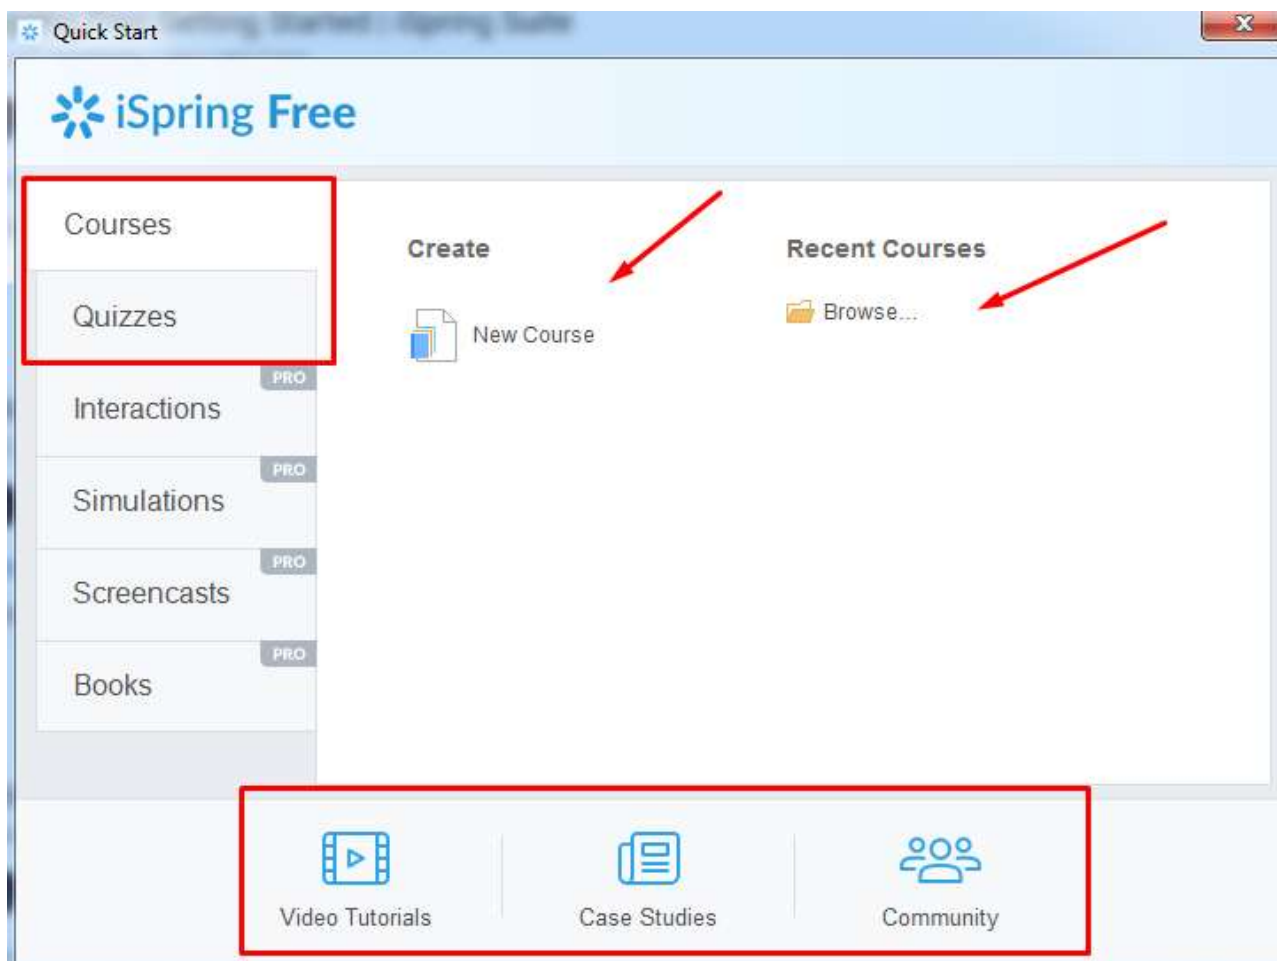 Quick Start
iSpring Free
Courses
Quizzes
PRO
Interactions
PRO
Simulations
PRO
Screencasts
PRO
Books
Create
New Course
Recent Courses
Browse...
Video Tutorials
Case Studies
Community